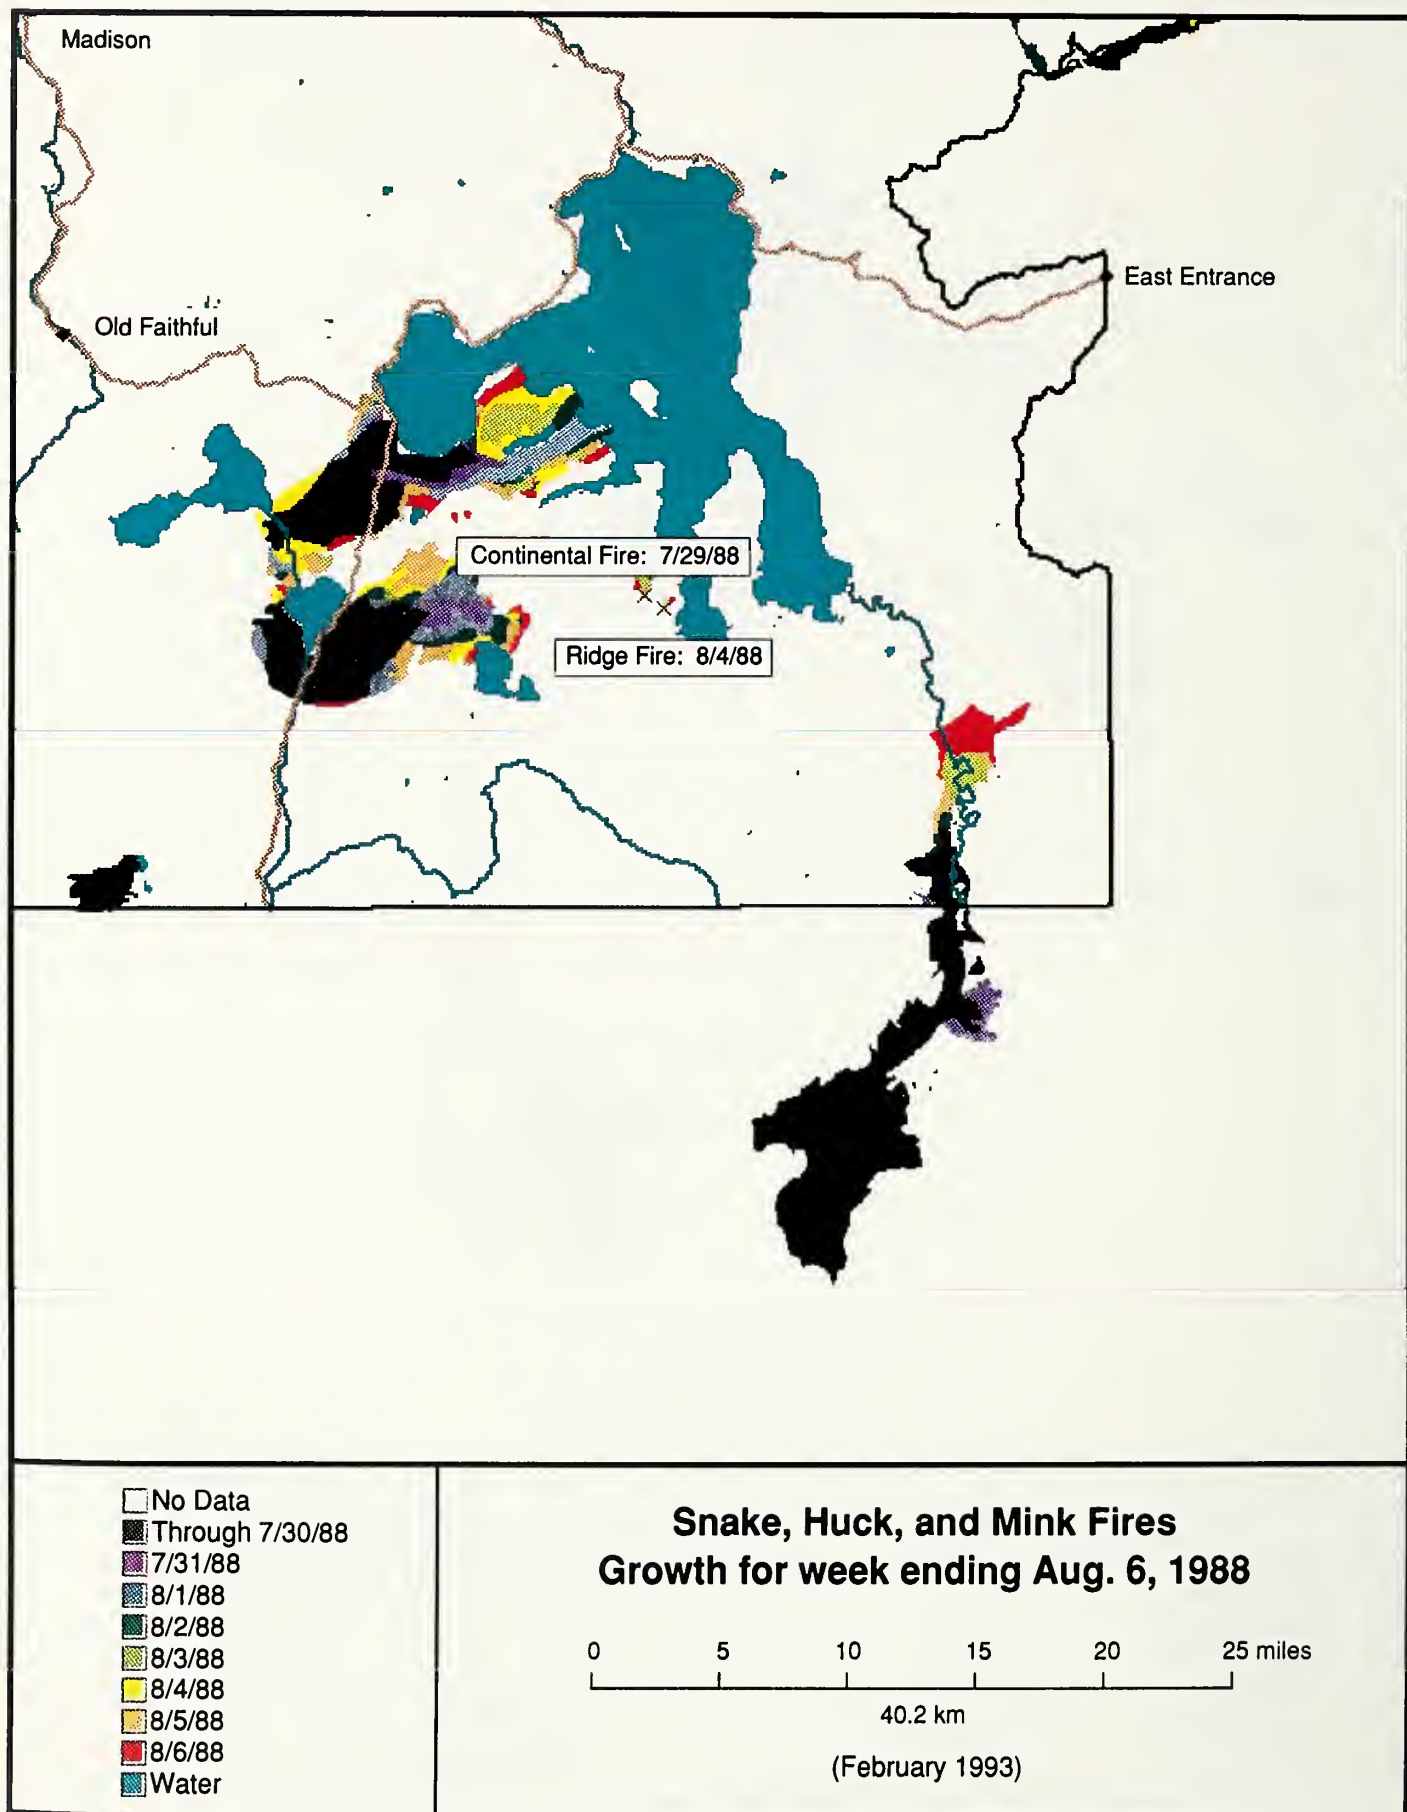 Madison
East Entrance
Old Faithful
Continental Fire: 7/29/88
Ridge Fire: 8/4/88
No Data
Through 7/30/88
7/31/88
8/1/88
8/2/88
8/3/88
8/4/88
8/5/88
8/6/88
Water
Snake, Huck, and Mink Fires
Growth for week ending Aug. 6, 1988
0 5 10 15 20 25 miles
40.2 km
(February 1993)